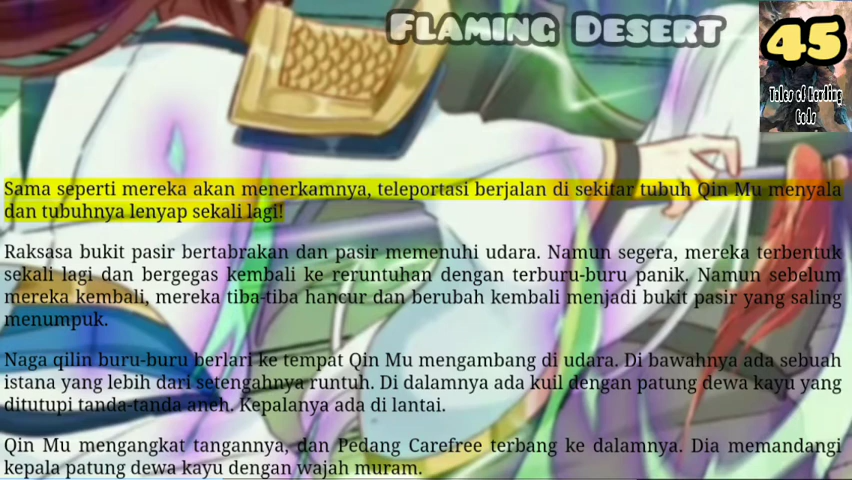 FLAMING DESERT
45
Tales of Herding
Gods
Sama seperti mereka akan menerkamnya, teleportasi berjalan di sekitar tubuh Qin Mu menyala
dan tubuhnya lenyap sekali lagi!
Raksasa bukit pasir bertabrakan dan pasir memenuhi udara. Namun segera, mereka terbentuk
sekali lagi dan bergegas kembali ke reruntuhan dengan terburu-buru panik. Namun sebelum
mereka kembali, mereka tiba-tiba hancur dan berubah kembali menjadi bukit pasir yang saling
menumpuk.
Naga qilin buru-buru berlari ke tempat Qin Mu mengambang di udara. Di bawahnya ada sebuah
istana yang lebih dari setengahnya runtuh. Di dalamnya ada kuil dengan patung dewa kayu yang
ditutupi tanda-tanda aneh. Kepalanya ada di lantai.
Qin Mu mengangkat tangannya, dan Pedang Carefree terbang ke dalamnya. Dia memandangi
kepala patung dewa kayu dengan wajah muram.